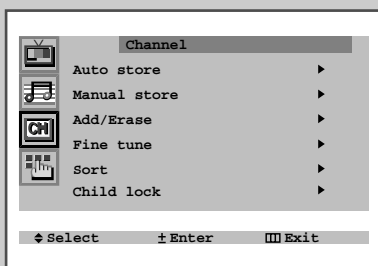 Channel
Auto store
Manual store
Add/Erase
CH
Fine tune
Sort
Child lock
Select ± Enter Exit